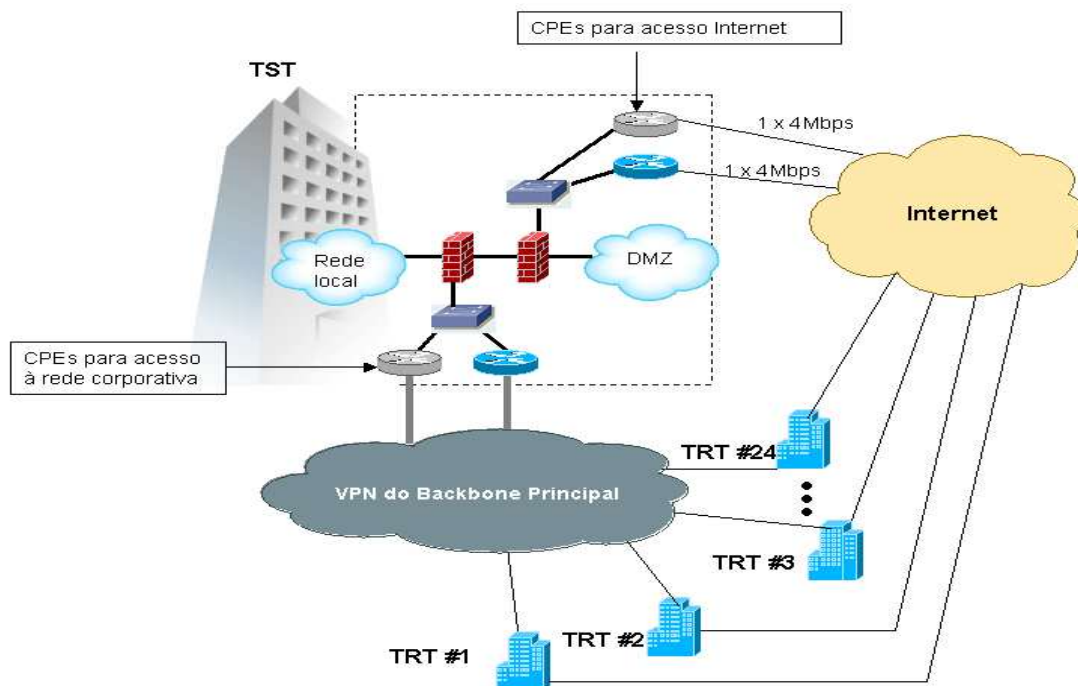 CPEs para acesso Internet
TST
1 x 4Mbps
1 x 4Mbps
Internet
Rede
local
DMZ
CPEs para acesso
à rede corporativa
TRT #24
VPN do Backbone Principal
TRT #3
TRT #2
TRT #1